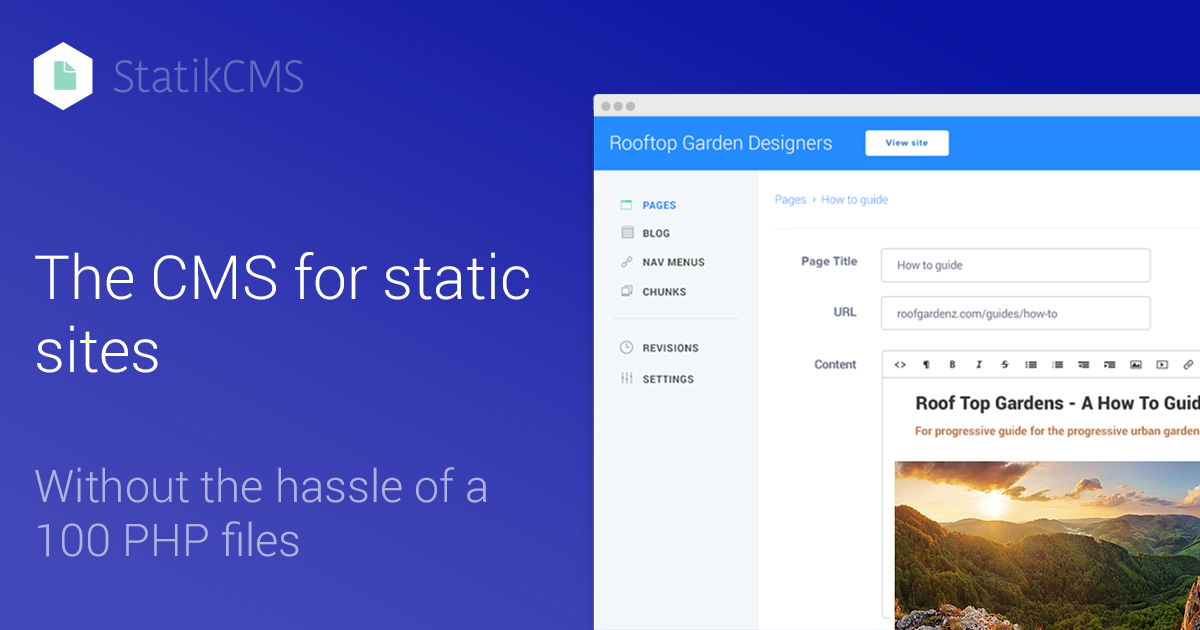 StatikCMS
The CMS for static
sites
Without the hassle of a
100 PHP files
Rooftop Garden Designers
View site
PAGES
BLOG
NAV MENUS
CHUNKS
REVISIONS
SETTINGS
Pages › How to guide
Page Title
How to guide
URL
roofgardenz.com/guides/how-to
Content
Roof Top Gardens - A How To Guid
For progressive guide for the progressive urban garden